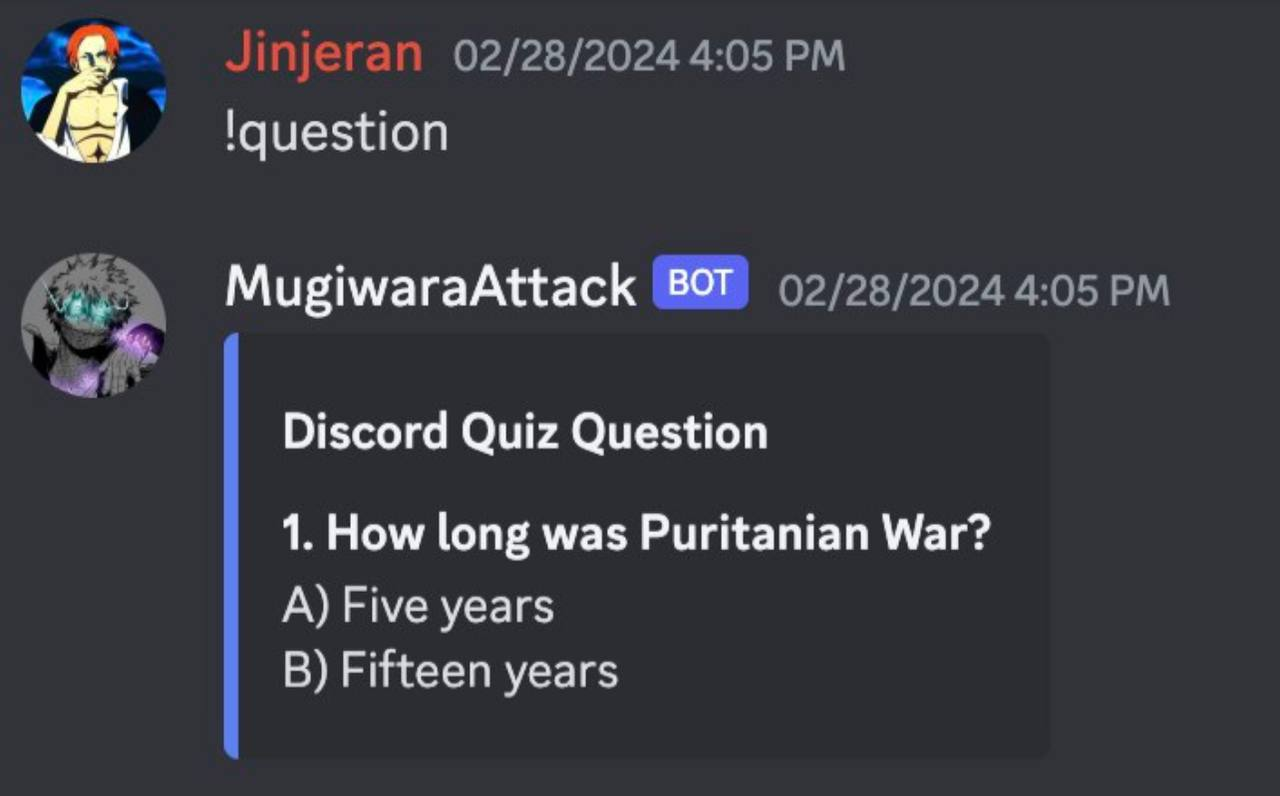 Jinjeran 02/28/2024 4:05 PM
!question
MugiwaraAttack BOT 02/28/2024 4:05 PM
Discord Quiz Question
1. How long was Puritanian War?
A) Five years
B) Fifteen years